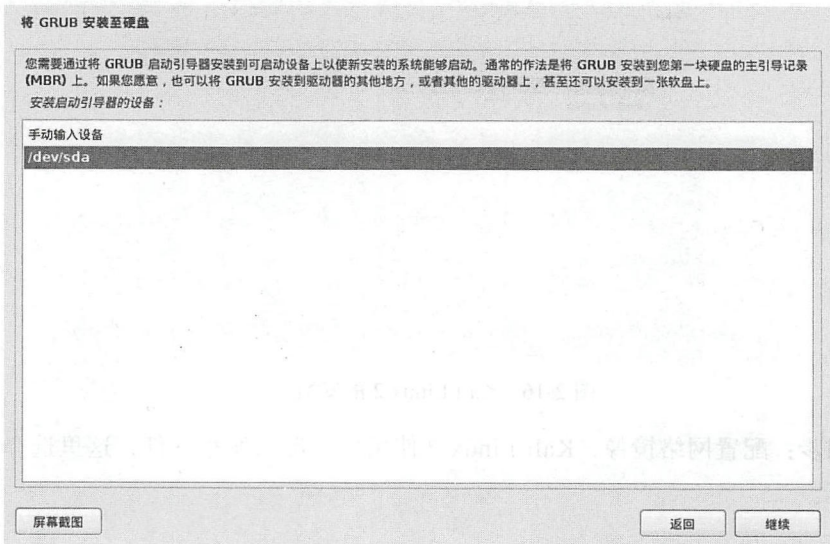 将 GRUB 安装至硬盘
您需要通过将 GRUB 启动引导器安装到可启动设备上以使新安装的系统能够启动。通常的作法是将 GRUB 安装到您第一块硬盘的主引导记录
(MBR) 上。如果您愿意，也可以将 GRUB 安装到驱动器的其他地方，或者其他的驱动器上，甚至还可以安装到一张软盘上。
安装启动引导器的设备：
手动输入设备
/dev/sda
屏幕截图
返回
继续